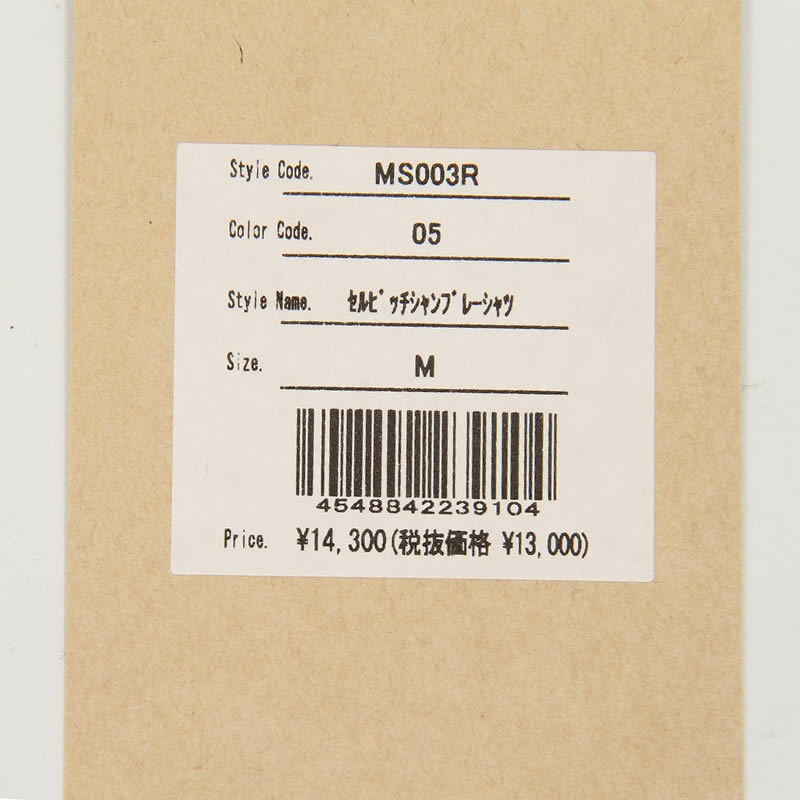 Style Code. MS003R
Color Code. 05
Style Name. ｾﾙﾋﾞｯﾁｼｬﾝﾌﾞﾚｰｼｬﾂ
Size. M
4548842239104
Price. ¥14,300(税抜価格 ¥13,000)